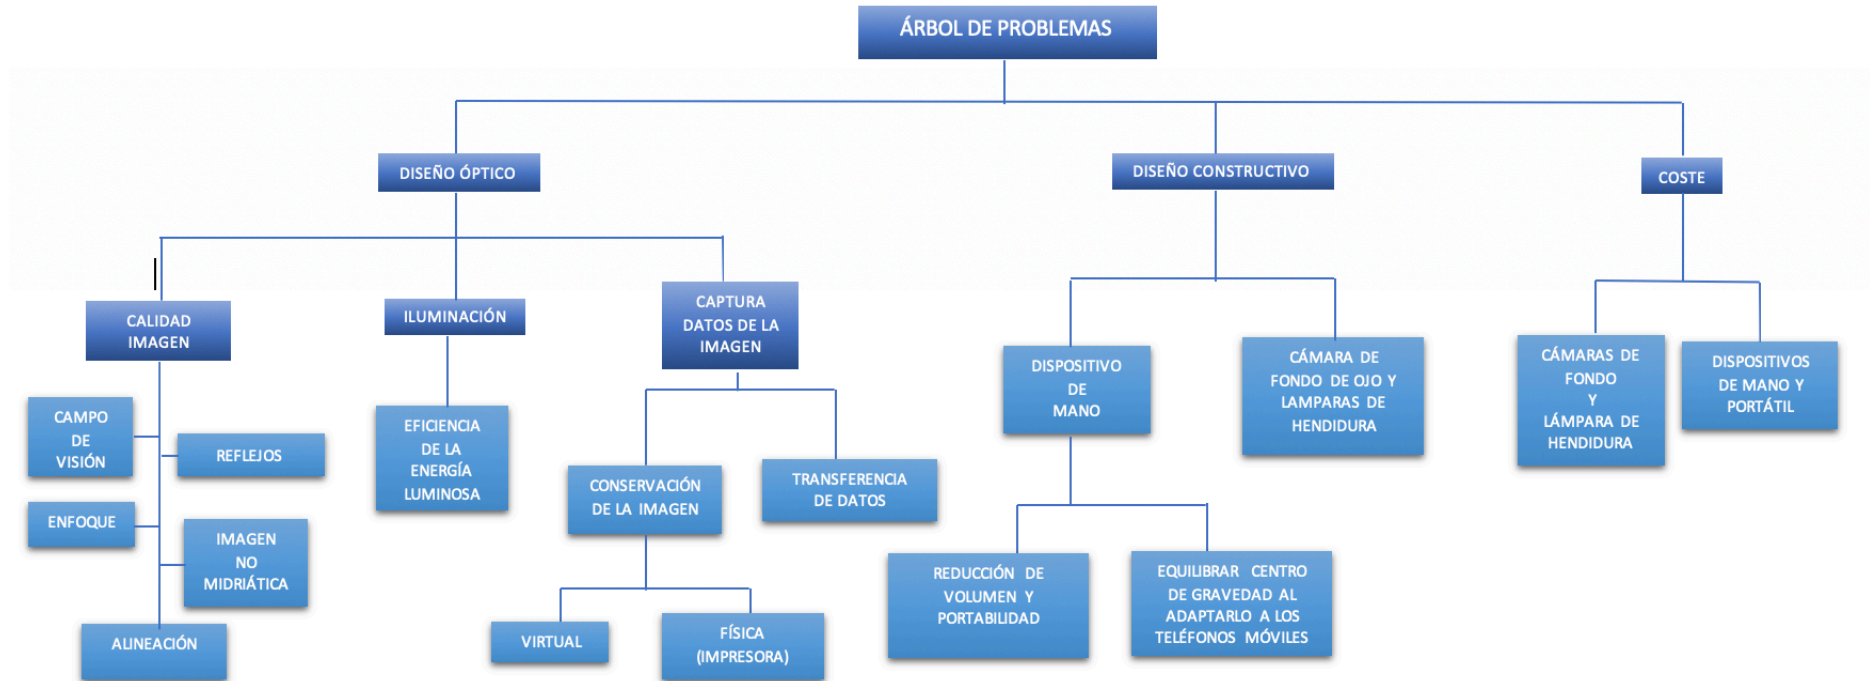 ÁRBOL DE PROBLEMAS
DISEÑO ÓPTICO
DISEÑO CONSTRUCTIVO
COSTE
CALIDAD
IMAGEN
ILUMINACIÓN
CAPTURA
DATOS DE LA
IMAGEN
CAMPO
DE
VISIÓN
REFLEJOS
ENFOQUE
IMAGEN
NO
MIDRIÁTICA
ALINEACIÓN
EFICIENCIA
DE LA
ENERGÍA
LUMINOSA
CONSERVACIÓN
DE LA IMAGEN
TRANSFERENCIA
DE DATOS
VIRTUAL
FÍSICA
(IMPRESORA)
DISPOSITIVO
DE
MANO
CÁMARA DE
FONDO DE OJO Y
LAMPARAS DE
HENDIDURA
REDUCCIÓN DE
VOLUMEN Y
PORTABILIDAD
EQUILIBRAR CENTRO
DE GRAVEDAD AL
ADAPTARLO A LOS
TELÉFONOS MÓVILES
CÁMARAS DE
FONDO
Y
LÁMPARA DE
HENDIDURA
DISPOSITIVOS
DE MANO Y
PORTÁTIL